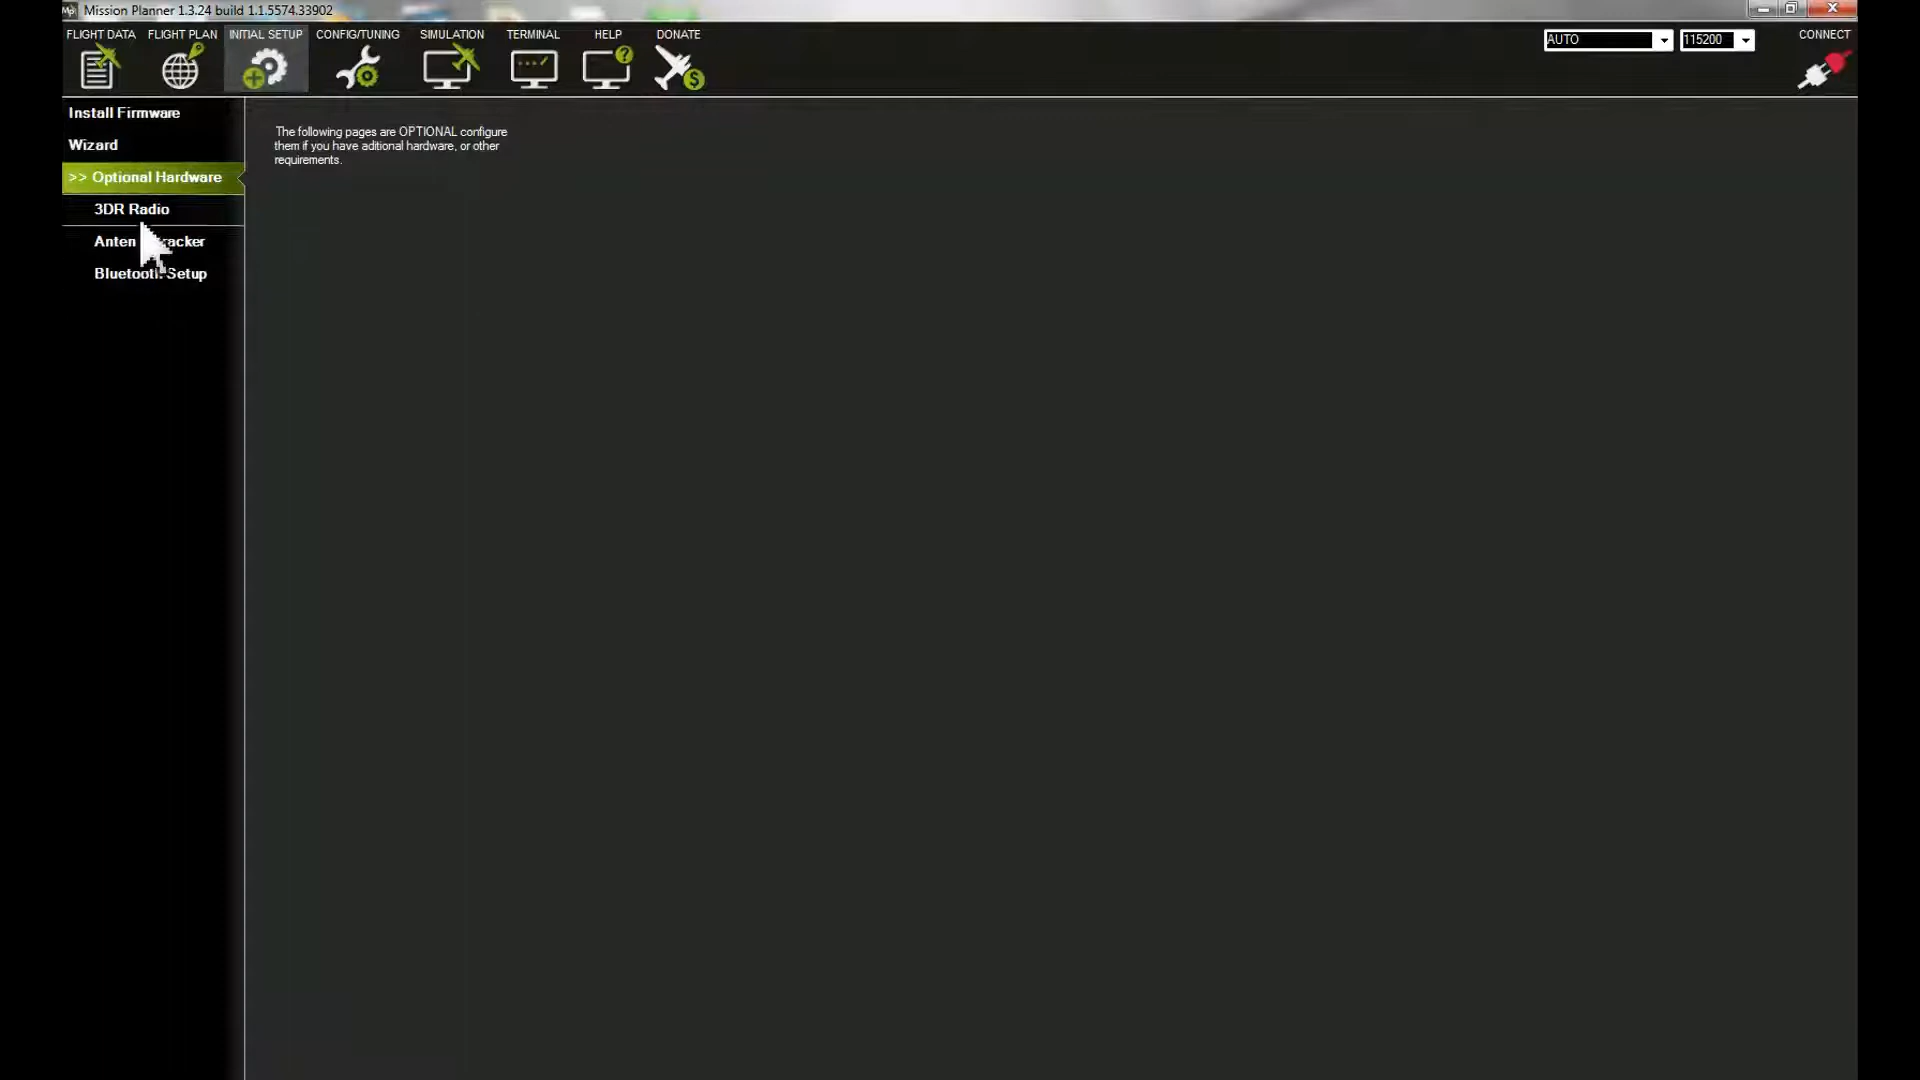 Mission Planner 1.3.24 build 1.1.5574.33902
FLIGHT DATA FLIGHT PLAN INITIAL SETUP CONFIG/TUNING SIMULATION TERMINAL HELP DONATE
AUTO 115200 CONNECT
Install Firmware
Wizard
>> Optional Hardware
3DR Radio
Anten racker
Bluetooth Setup
The following pages are OPTIONAL configure
them if you have aditional hardware, or other
requirements.